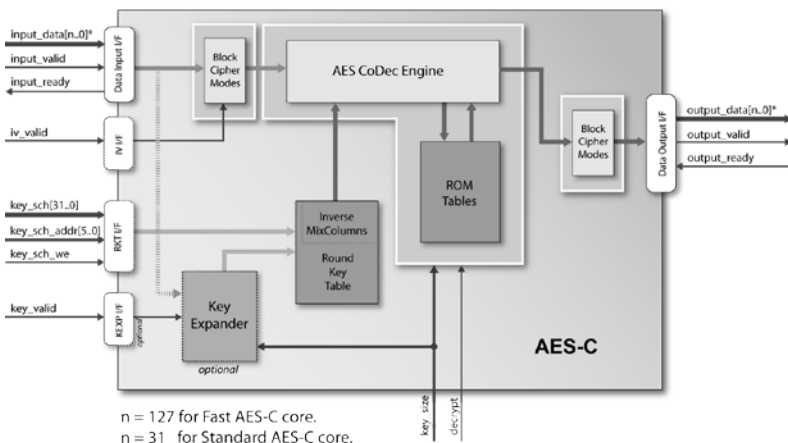 input_data[n..0]*
input_valid
input_ready
Data Input I/F
Block
Cipher
Modes
AES CoDec Engine
iv_valid
IV I/F
Block
Cipher
Modes
Data Output I/F
output_data[n..0]*
output_valid
output_ready
ROM
Tables
key_sch[31..0]
key_sch_addr[5..0]
key_sch_we
RKT I/F
Inverse
MixColumns
Round
Key
Table
key_valid
KEXP I/F
optional
Key
Expander
optional
AES-C
key_size
decrypt
n = 127 for Fast AES-C core.
n = 31 for Standard AES-C core.